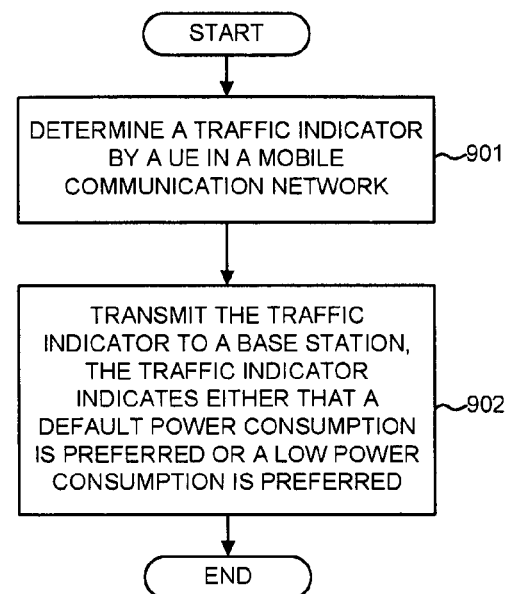 START
DETERMINE A TRAFFIC INDICATOR
BY A UE IN A MOBILE
COMMUNICATION NETWORK
901
TRANSMIT THE TRAFFIC
INDICATOR TO A BASE STATION,
THE TRAFFIC INDICATOR
INDICATES EITHER THAT A
DEFAULT POWER CONSUMPTION
IS PREFERRED OR A LOW POWER
CONSUMPTION IS PREFERRED
902
END